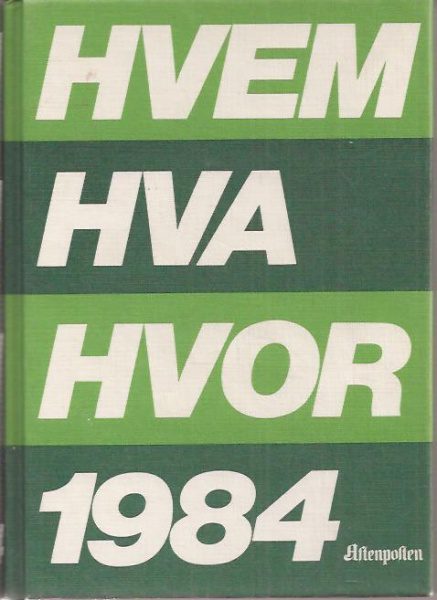 HVEM
HVA
HVOR
1984
Aftenposten